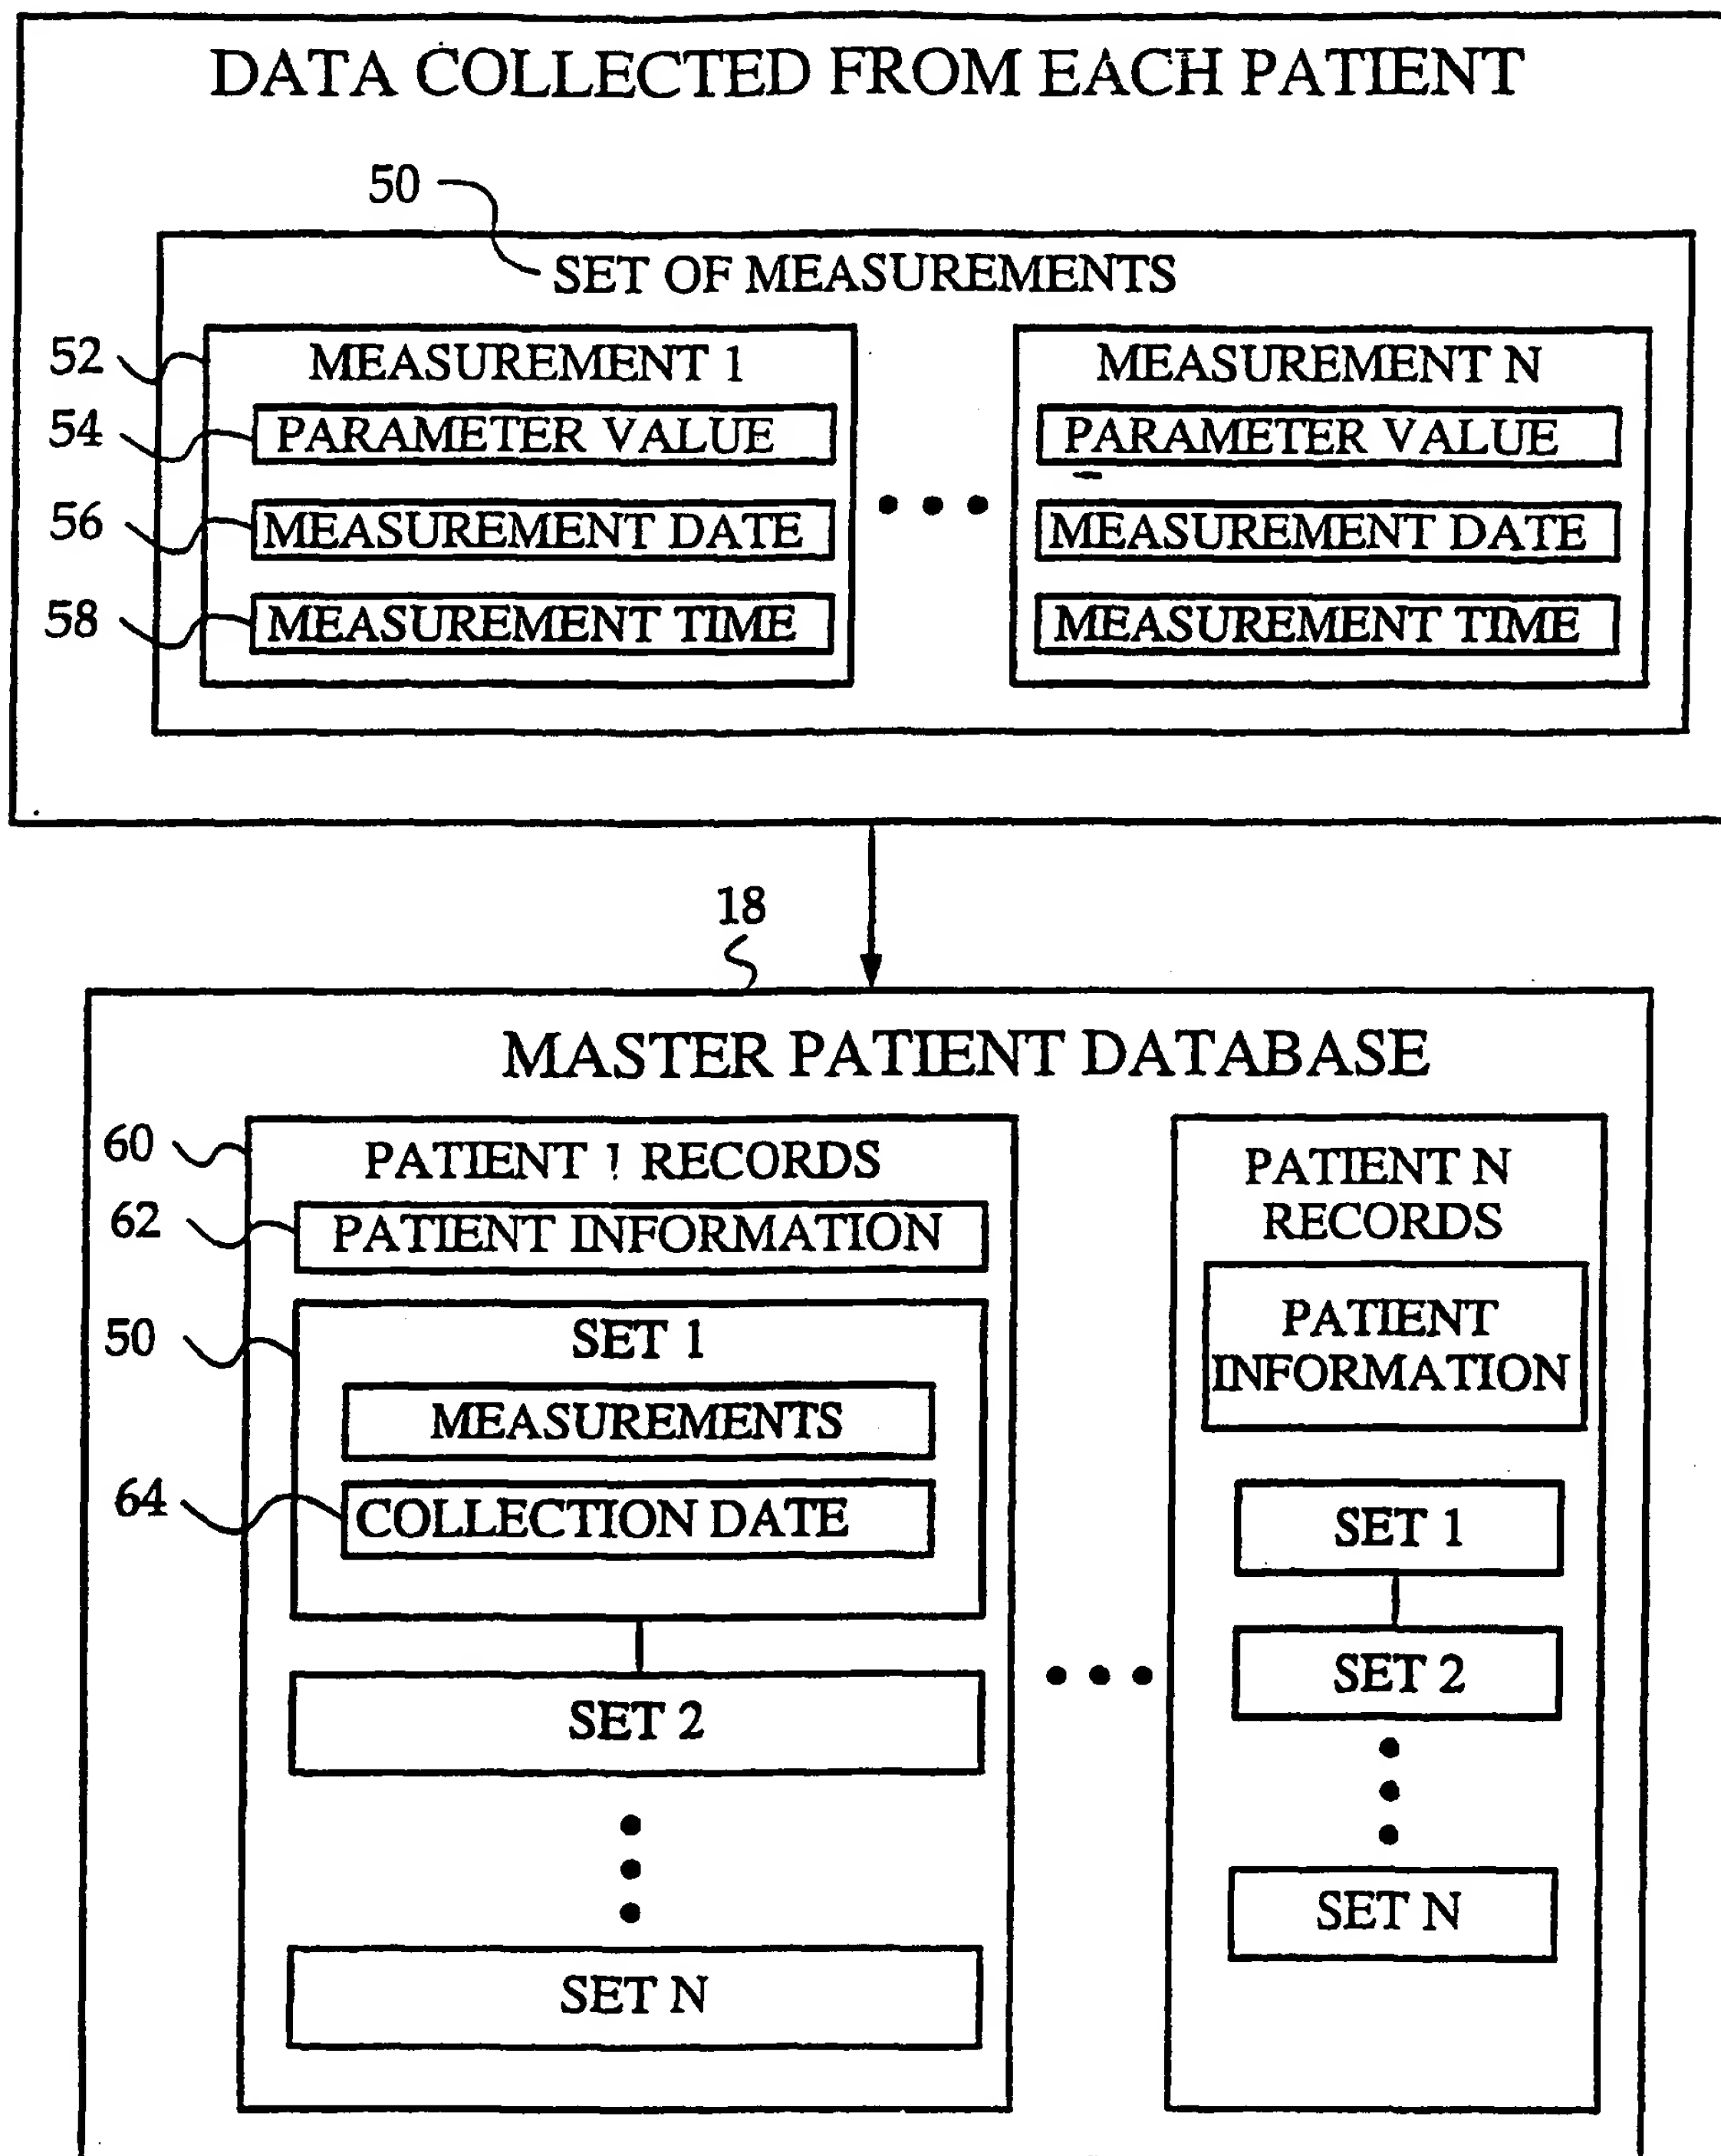 DATA COLLECTED FROM EACH PATIENT
50
SET OF MEASUREMENTS
52
MEASUREMENT 1
54
PARAMETER VALUE
56
MEASUREMENT DATE
58
MEASUREMENT TIME
MEASUREMENT N
PARAMETER VALUE
MEASUREMENT DATE
MEASUREMENT TIME
18
MASTER PATIENT DATABASE
60
PATIENT 1 RECORDS
62
PATIENT INFORMATION
50
SET 1
MEASUREMENTS
64
COLLECTION DATE
SET 2
SET N
PATIENT N
RECORDS
PATIENT
INFORMATION
SET 1
SET 2
SET N